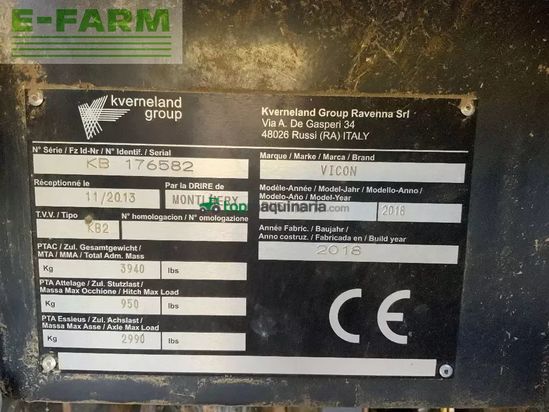 E-FARM
kverneland
group
Kverneland Group Ravenna Srl
Via A. De Gasperi 34
48026 Russi (RA) ITALY
N° Série / Fz Id-Nr / N° Identif. / Serial
KB 176582
Marque / Marke / Marca / Brand
VICON
Réceptionné le
11/2013
Par la DRIRE de
MONTLHERY
Modèle-Année / Model-Jahr / Modello-Anno /
Modelo-Año / Model-Year
2018
topmaquinaria.com
T.V.V. / Tipo
KB2
N° homologacion / N° omologazione
Année Fabric. / Baujahr /
Anno costruz. / Fabricada en / Build year
2018
PTAC / Zul. Gesamtgewicht /
MTA / MMA / Total Adm. Mass
Kg 3940 lbs
PTA Attelage / Zul. Stutzlast /
Massa Max Occhione / Hitch Max Load
Kg 950 lbs
PTA Essieu / Zul. Achslast /
Massa Max Asse / Axle Max Load
Kg 2990 lbs
CE